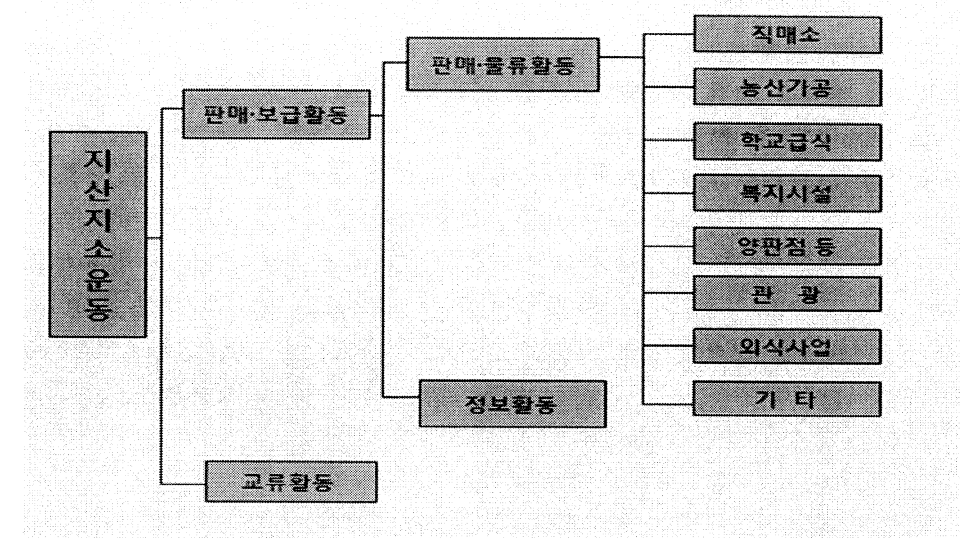 지산지소운동
판매·보급활동
교류활동
판매·물류활동
정보활동
직매소
농산가공
학교급식
복지시설
양판점 등
관 광
외식사업
기 타